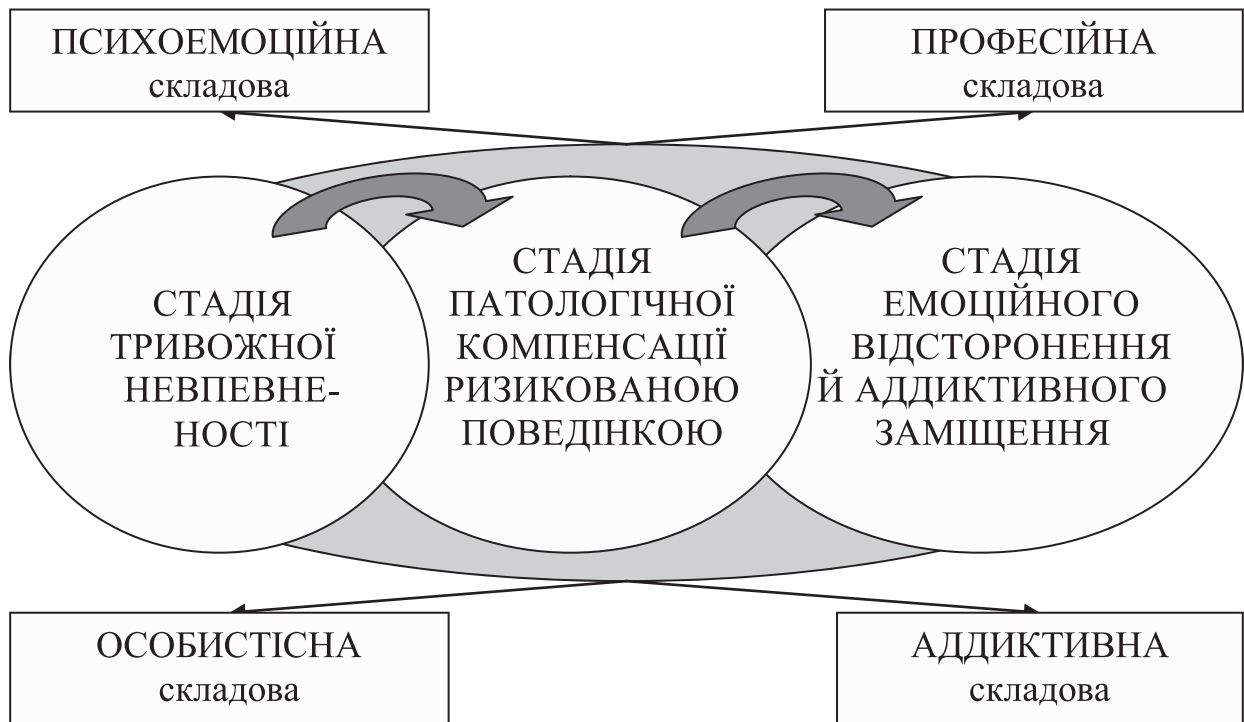 ПСИХОЕМОЦІЙНА
складова
ПРОФЕСІЙНА
складова
СТАДІЯ
ТРИВОЖНОЇ
НЕВПЕВНЕ-
НОСТІ
СТАДІЯ
ПАТОЛОГІЧНОЇ
КОМПЕНСАЦІЇ
РИЗИКОВАНОЮ
ПОВЕДІНКОЮ
СТАДІЯ
ЕМОЦІЙНОГО
ВІДСТОРОНЕННЯ
Й АДДИКТИВНОГО
ЗАМІЩЕННЯ
ОСОБИСТІСНА
складова
АДДИКТИВНА
складова